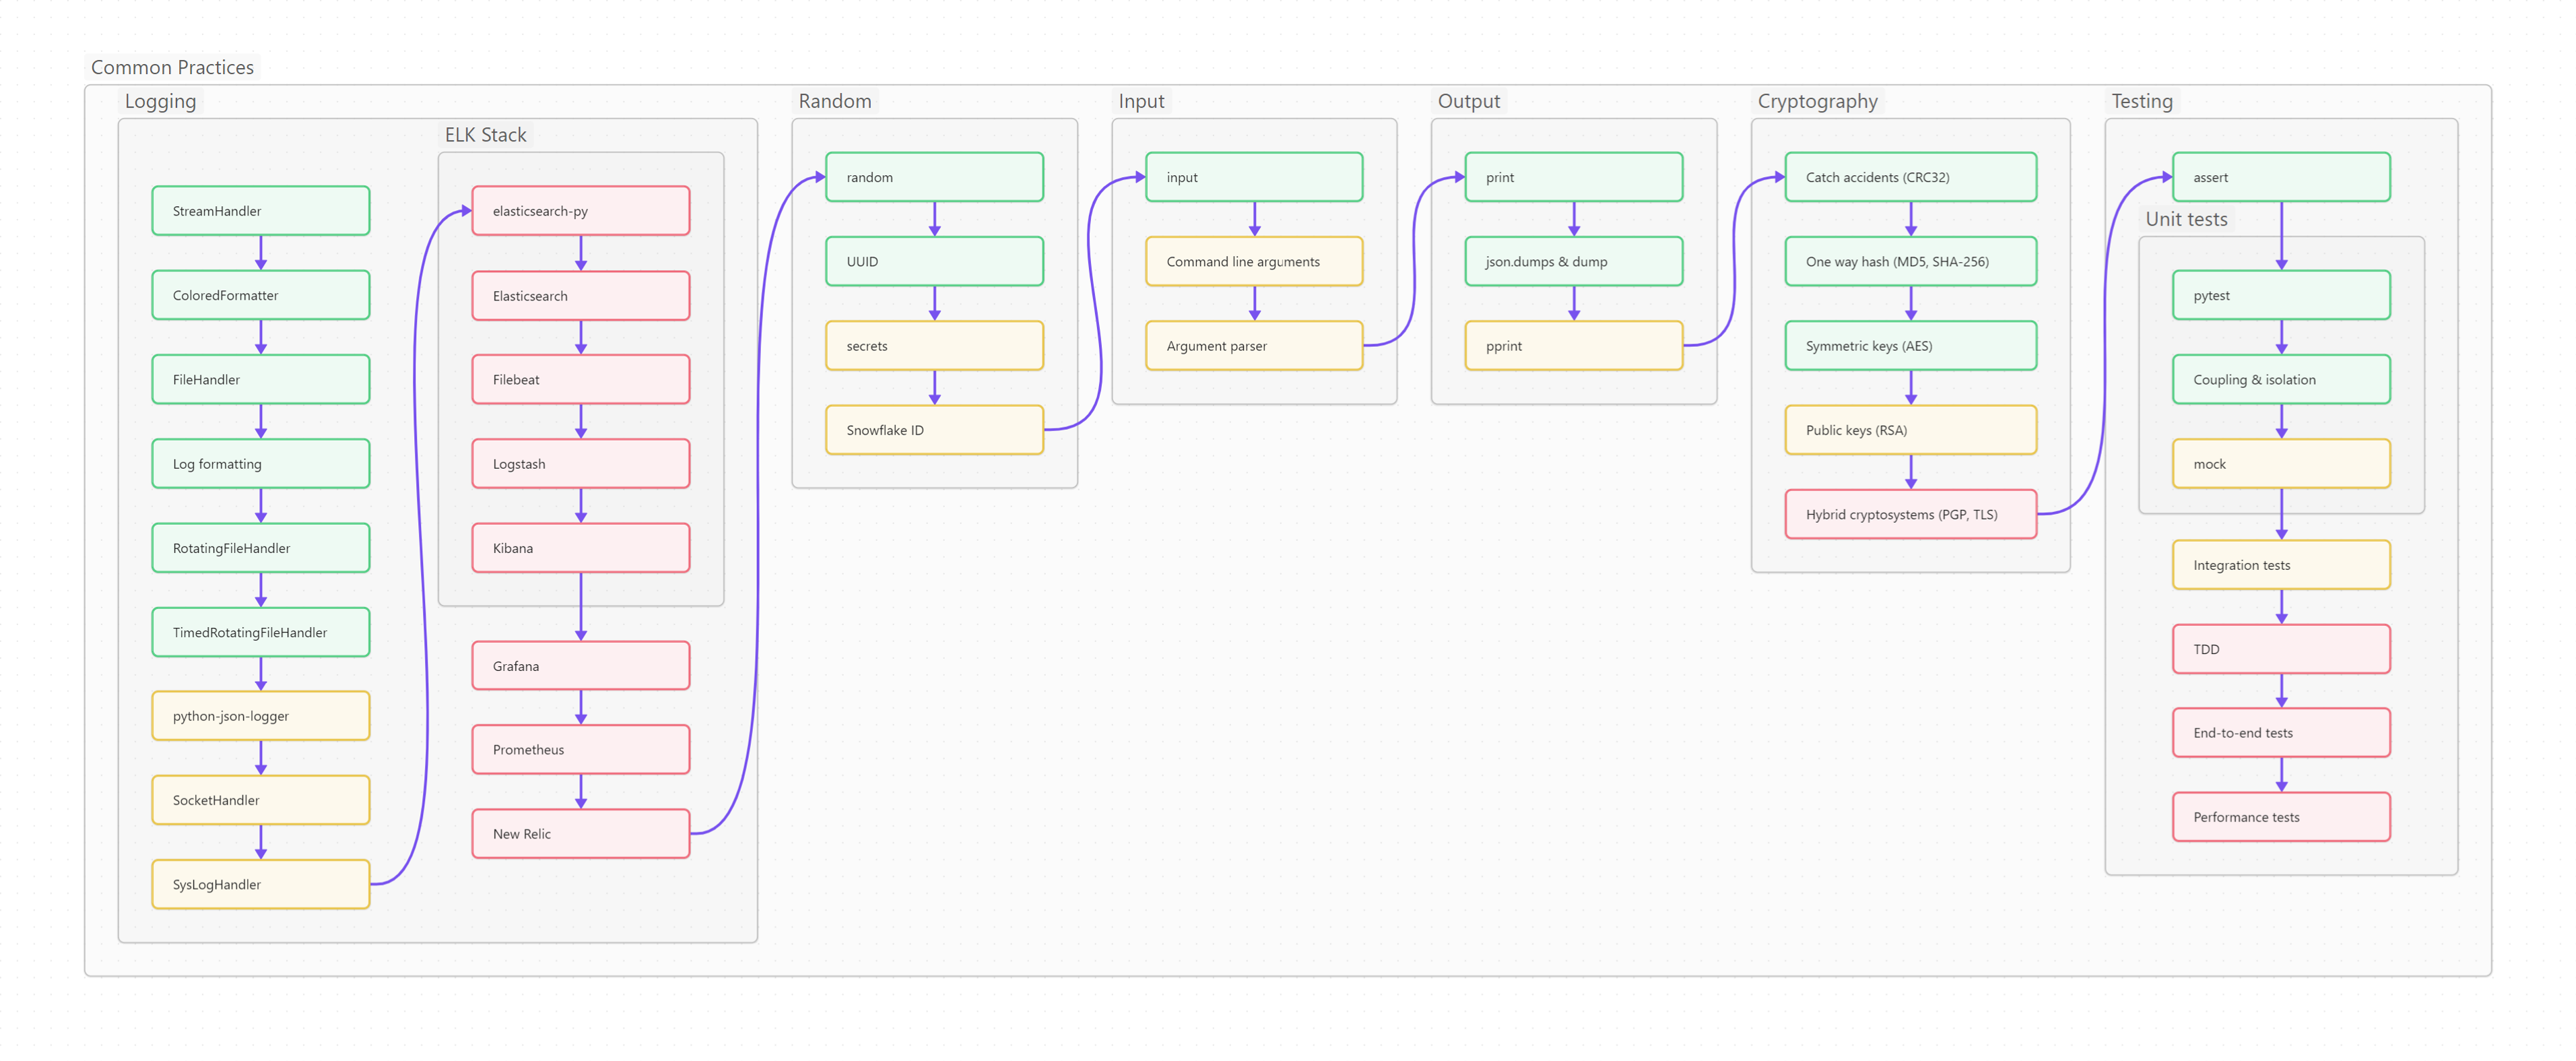 Common Practices
Logging
StreamHandler
ColoredFormatter
FileHandler
Log formatting
RotatingFileHandler
TimedRotatingFileHandler
python-json-logger
SocketHandler
SysLogHandler
ELK Stack
elasticsearch-py
Elasticsearch
Filebeat
Logstash
Kibana
Grafana
Prometheus
New Relic
Random
random
UUID
secrets
Snowflake ID
Input
input
Command line arguments
Argument parser
Output
print
json.dumps & dump
pprint
Cryptography
Catch accidents (CRC32)
One way hash (MD5, SHA-256)
Symmetric keys (AES)
Public keys (RSA)
Hybrid cryptosystems (PGP, TLS)
Testing
assert
Unit tests
pytest
Coupling & isolation
mock
Integration tests
TDD
End-to-end tests
Performance tests